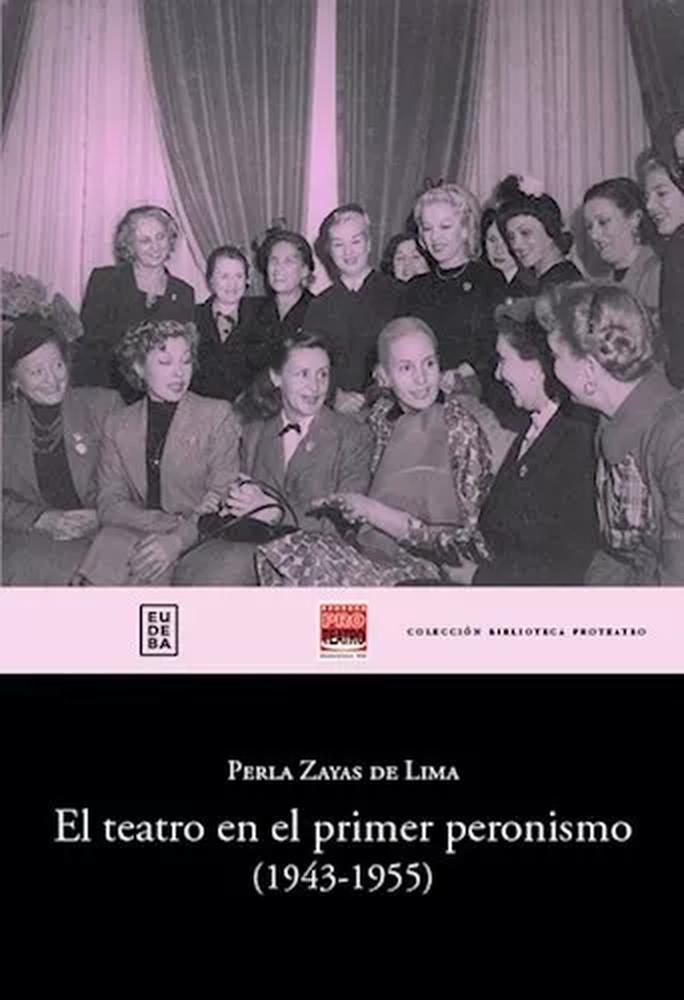 EU
DE
BA
PRO
TEATRO
COLECCIÓN BIBLIOTECA PROTEATRO
PERLA ZAYAS DE LIMA
El teatro en el primer peronismo
(1943-1955)